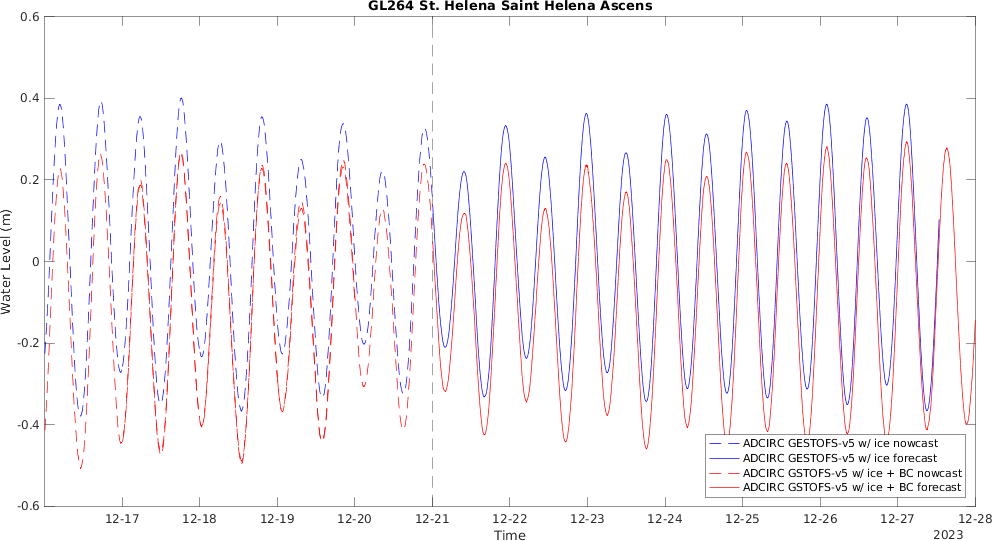 GL264 St. Helena Saint Helena Ascens
0.6
0.4
0.2
0
-0.2
-0.4
-0.6
Water Level (m)
12-17 12-18 12-19 12-20 12-21 12-22 12-23 12-24 12-25 12-26 12-27 12-28
Time
2023
ADCIRC GESTOFS-v5 w/ ice nowcast
ADCIRC GESTOFS-v5 w/ ice forecast
ADCIRC GSTOFS-v5 w/ ice + BC nowcast
ADCIRC GSTOFS-v5 w/ ice + BC forecast